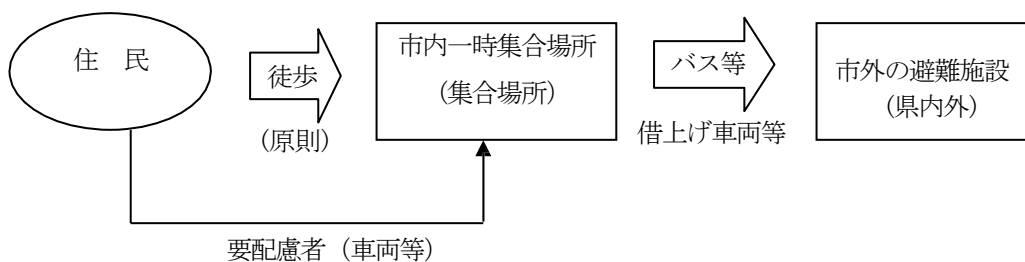 住　民
徒歩
(原則)
市内一時集合場所
(集合場所)
バス等
借上げ車両等
市外の避難施設
(県内外)
要配慮者（車両等）